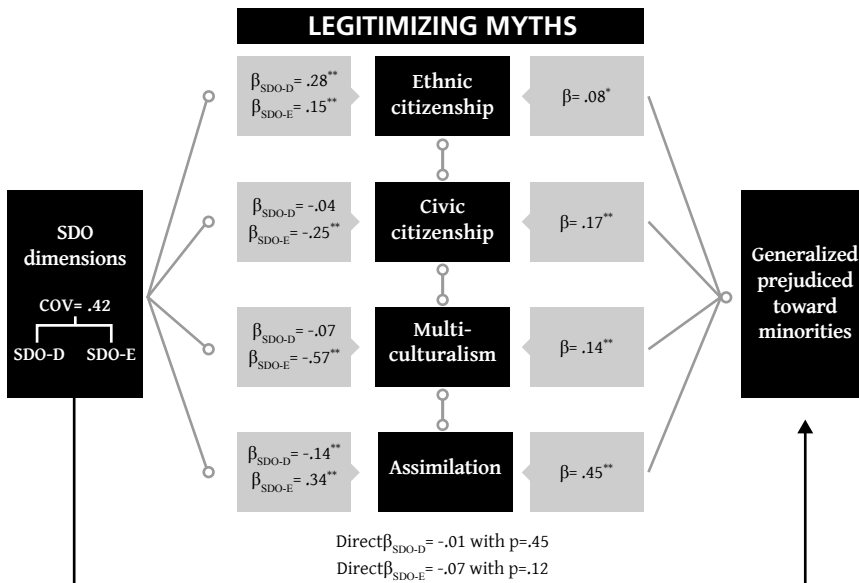 LEGITIMIZING MYTHS
βSDO-D= .28**
βSDO-E= .15**
Ethnic
citizenship
β= .08*
βSDO-D= -.04
βSDO-E= -.25**
Civic
citizenship
β= .17**
SDO
dimensions
COV= .42
SDO-D SDO-E
Generalized
prejudiced
toward
minorities
βSDO-D= -.07
βSDO-E= -.57**
Multi-
culturalism
β= .14**
βSDO-D= -.14**
βSDO-E= .34**
Assimilation
β= .45**
DirectβSDO-D= -.01 with p=.45
DirectβSDO-E= -.07 with p=.12